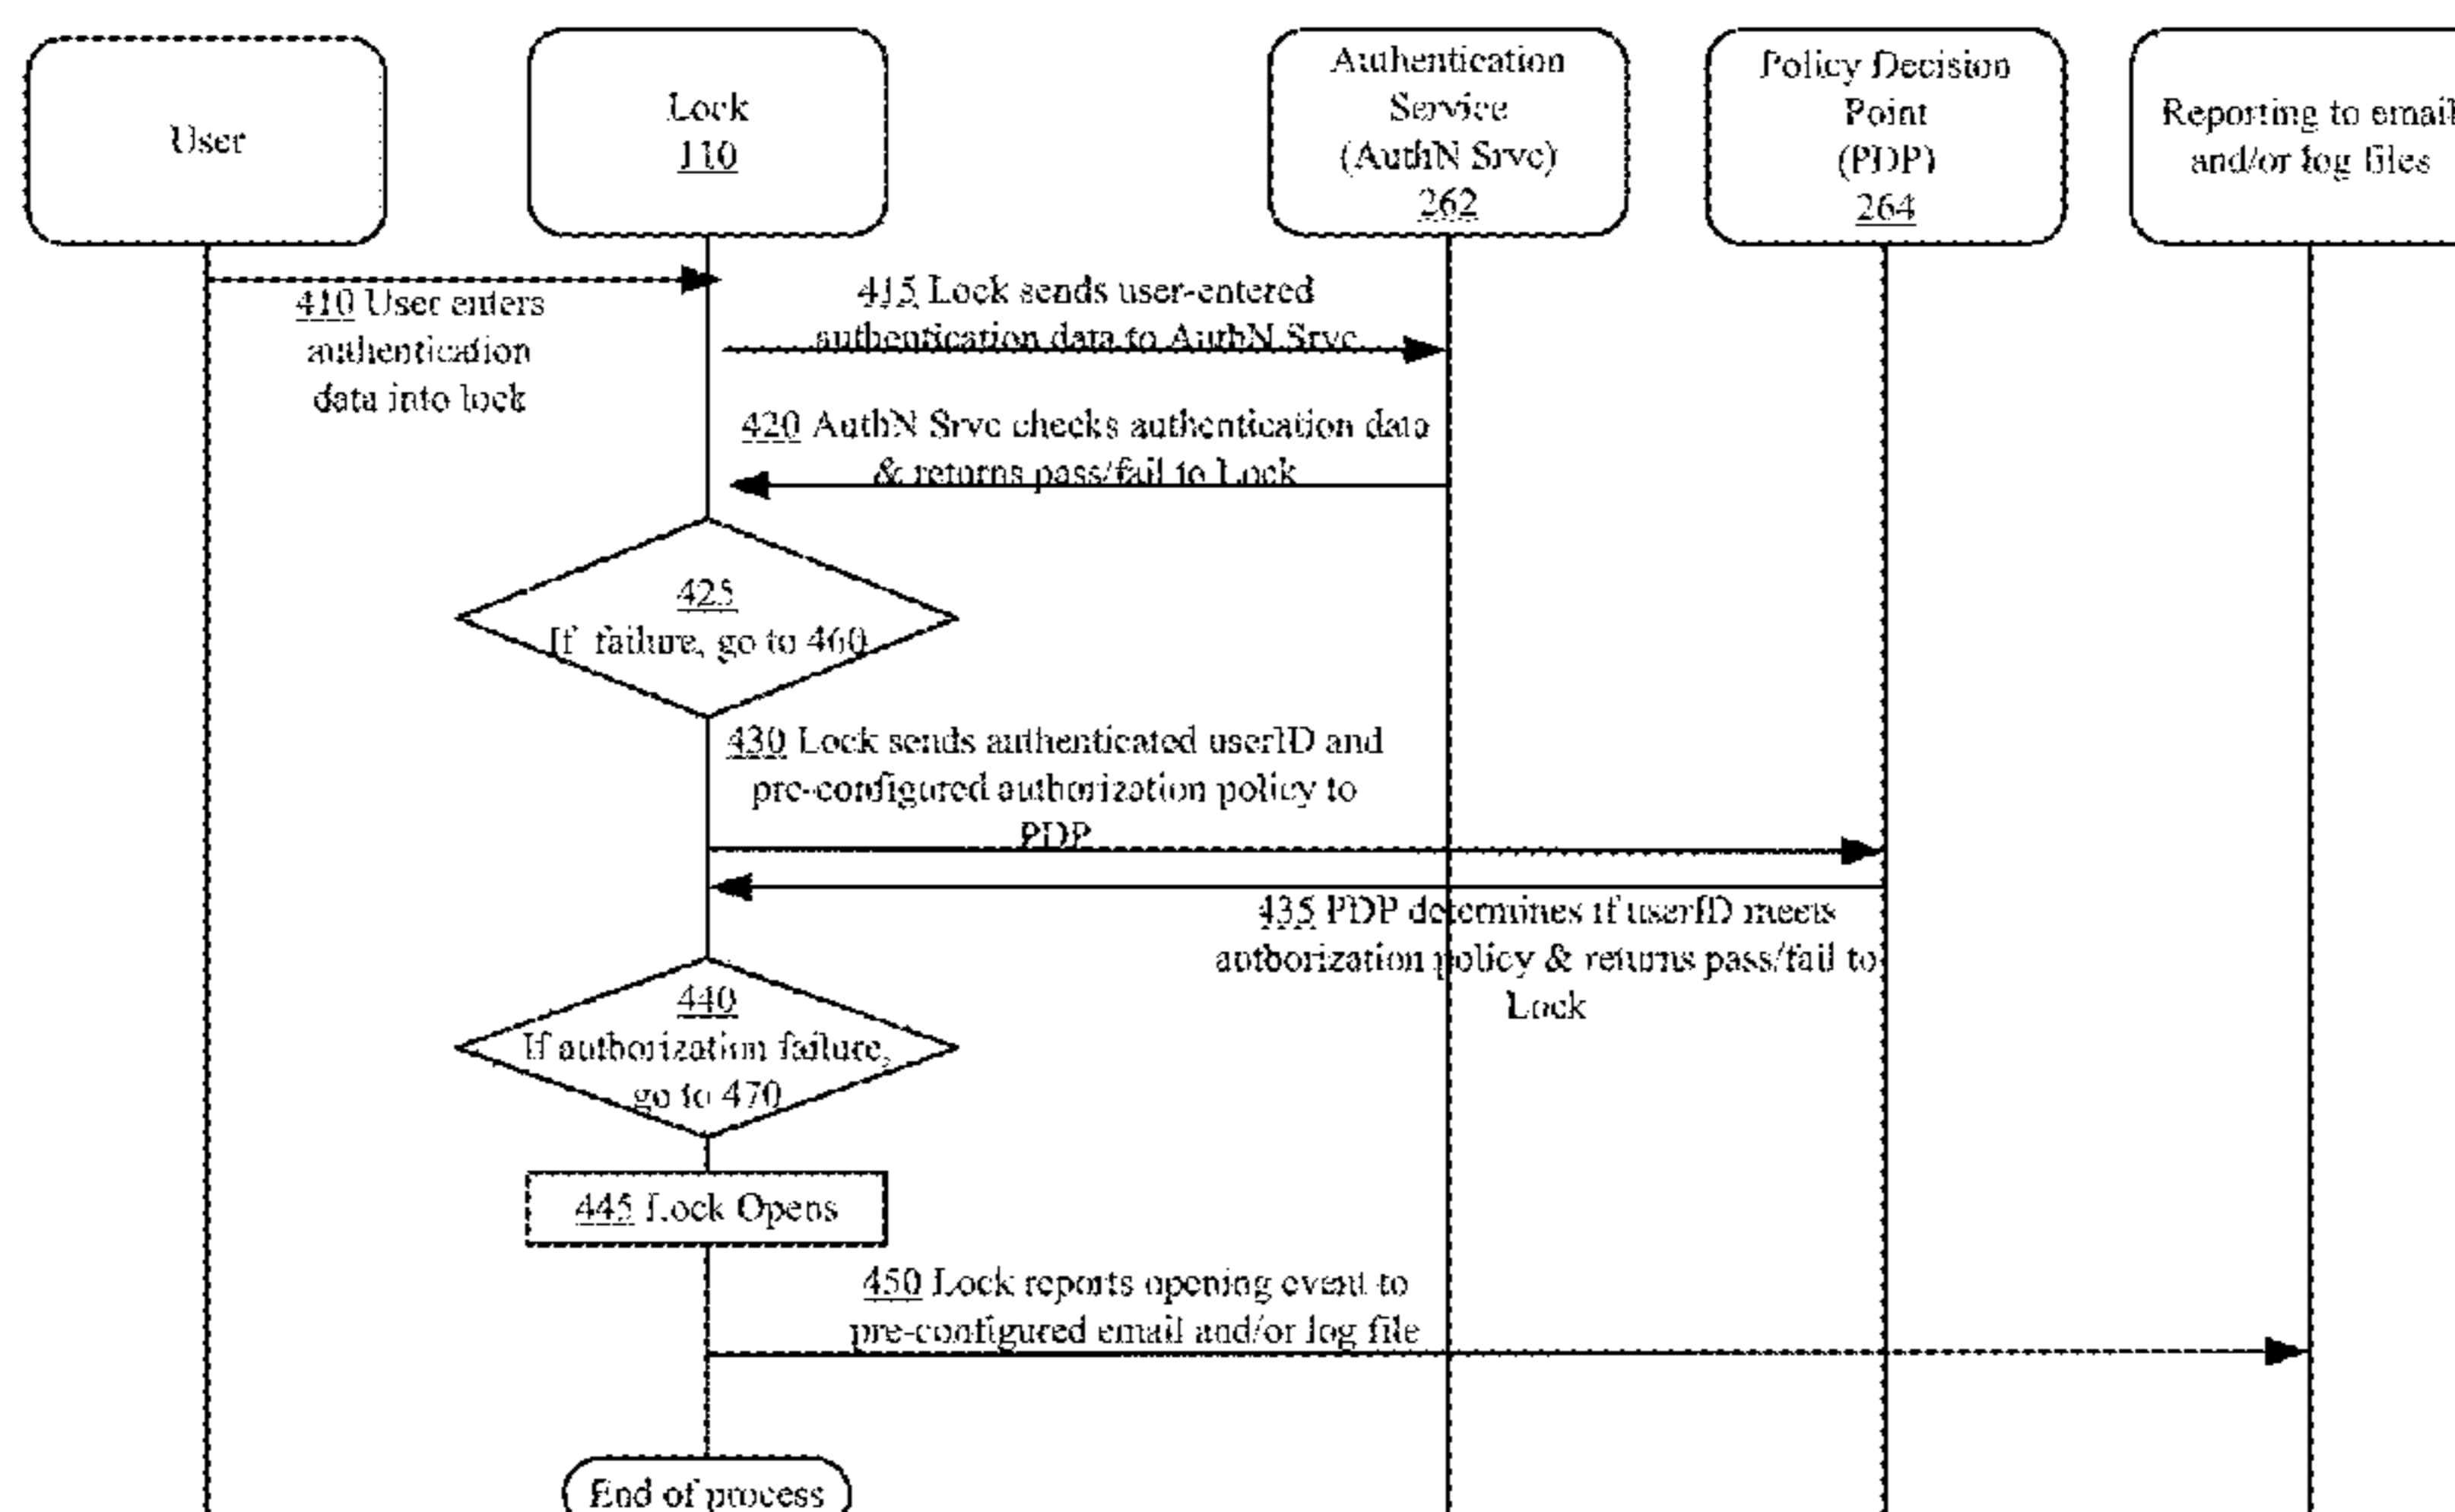 User
Lock
110
Authentication
Service
(AuthN Srvc)
262
Policy Decision
Point
(PDP)
264
Reporting to email
and/or log files
410 User enters
authentication
data into lock
415 Lock sends user-entered
authentication data to AuthN Srvc
420 AuthN Srvc checks authentication data
& returns pass/fail to Lock
425
If failure, go to 460
430 Lock sends authenticated userID and
pre-configured authorization policy to
PDP
435 PDP determines if userID meets
authorization policy & returns pass/fail to
Lock
440
If authorization failure,
go to 470
445 Lock Opens
450 Lock reports opening event to
pre-configured email and/or log file
End of process